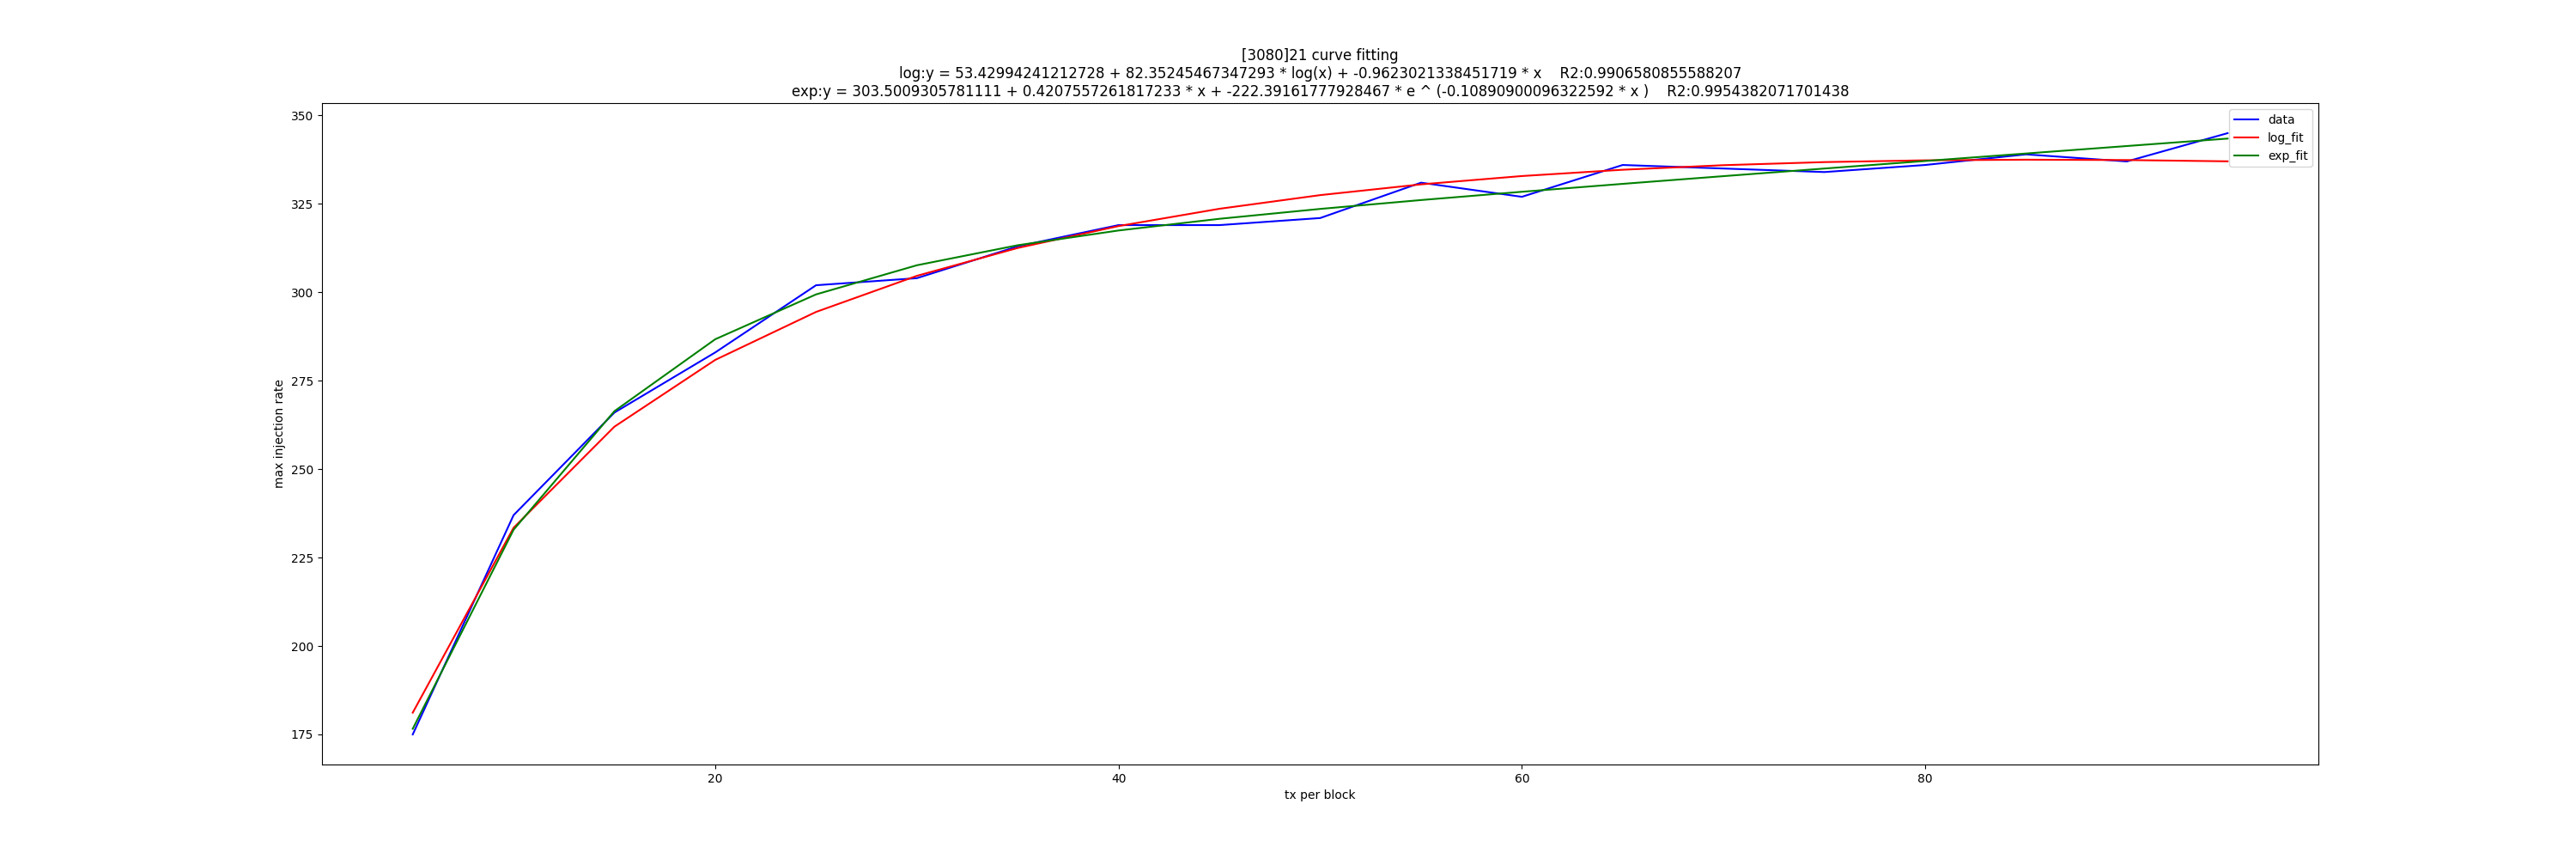 [3080]21 curve fitting
log:y = 53.42994241212728 + 82.35245467347293 * log(x) + -0.9623021338451719 * x    R2:0.9906580855588207
exp:y = 303.5009305781111 + 0.4207557261817233 * x + -222.39161777928467 * e ^ (-0.10890900096322592 * x )    R2:0.9954382071701438
350
325
300
275
250
225
200
175
max injection rate
data
log_fit
exp_fit
20
40
60
80
tx per block